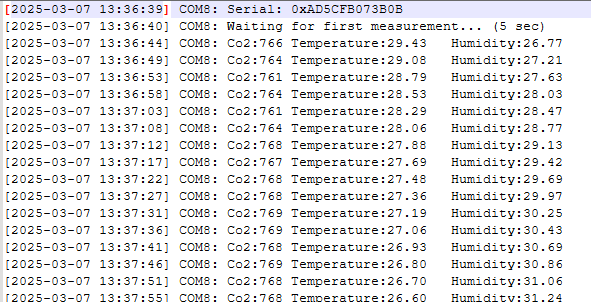 [2025-03-07 13:36:39] COM8: Serial: 0xAD5CFB073B0B
[2025-03-07 13:36:40] COM8: Waiting for first measurement... (5 sec)
[2025-03-07 13:36:44] COM8: Co2:766 Temperature:29.43 Humidity:26.77
[2025-03-07 13:36:49] COM8: Co2:764 Temperature:29.08 Humidity:27.21
[2025-03-07 13:36:53] COM8: Co2:761 Temperature:28.79 Humidity:27.63
[2025-03-07 13:36:58] COM8: Co2:764 Temperature:28.53 Humidity:28.03
[2025-03-07 13:37:03] COM8: Co2:761 Temperature:28.29 Humidity:28.47
[2025-03-07 13:37:08] COM8: Co2:764 Temperature:28.06 Humidity:28.77
[2025-03-07 13:37:12] COM8: Co2:768 Temperature:27.88 Humidity:29.13
[2025-03-07 13:37:17] COM8: Co2:767 Temperature:27.69 Humidity:29.42
[2025-03-07 13:37:22] COM8: Co2:768 Temperature:27.48 Humidity:29.69
[2025-03-07 13:37:27] COM8: Co2:768 Temperature:27.36 Humidity:29.97
[2025-03-07 13:37:31] COM8: Co2:769 Temperature:27.19 Humidity:30.25
[2025-03-07 13:37:36] COM8: Co2:769 Temperature:27.06 Humidity:30.43
[2025-03-07 13:37:41] COM8: Co2:768 Temperature:26.93 Humidity:30.69
[2025-03-07 13:37:46] COM8: Co2:769 Temperature:26.80 Humidity:30.86
[2025-03-07 13:37:51] COM8: Co2:768 Temperature:26.70 Humidity:31.06
[2025-03-07 13:37:55] COM8: Co2:768 Temperature:26.60 Humidity:31.24